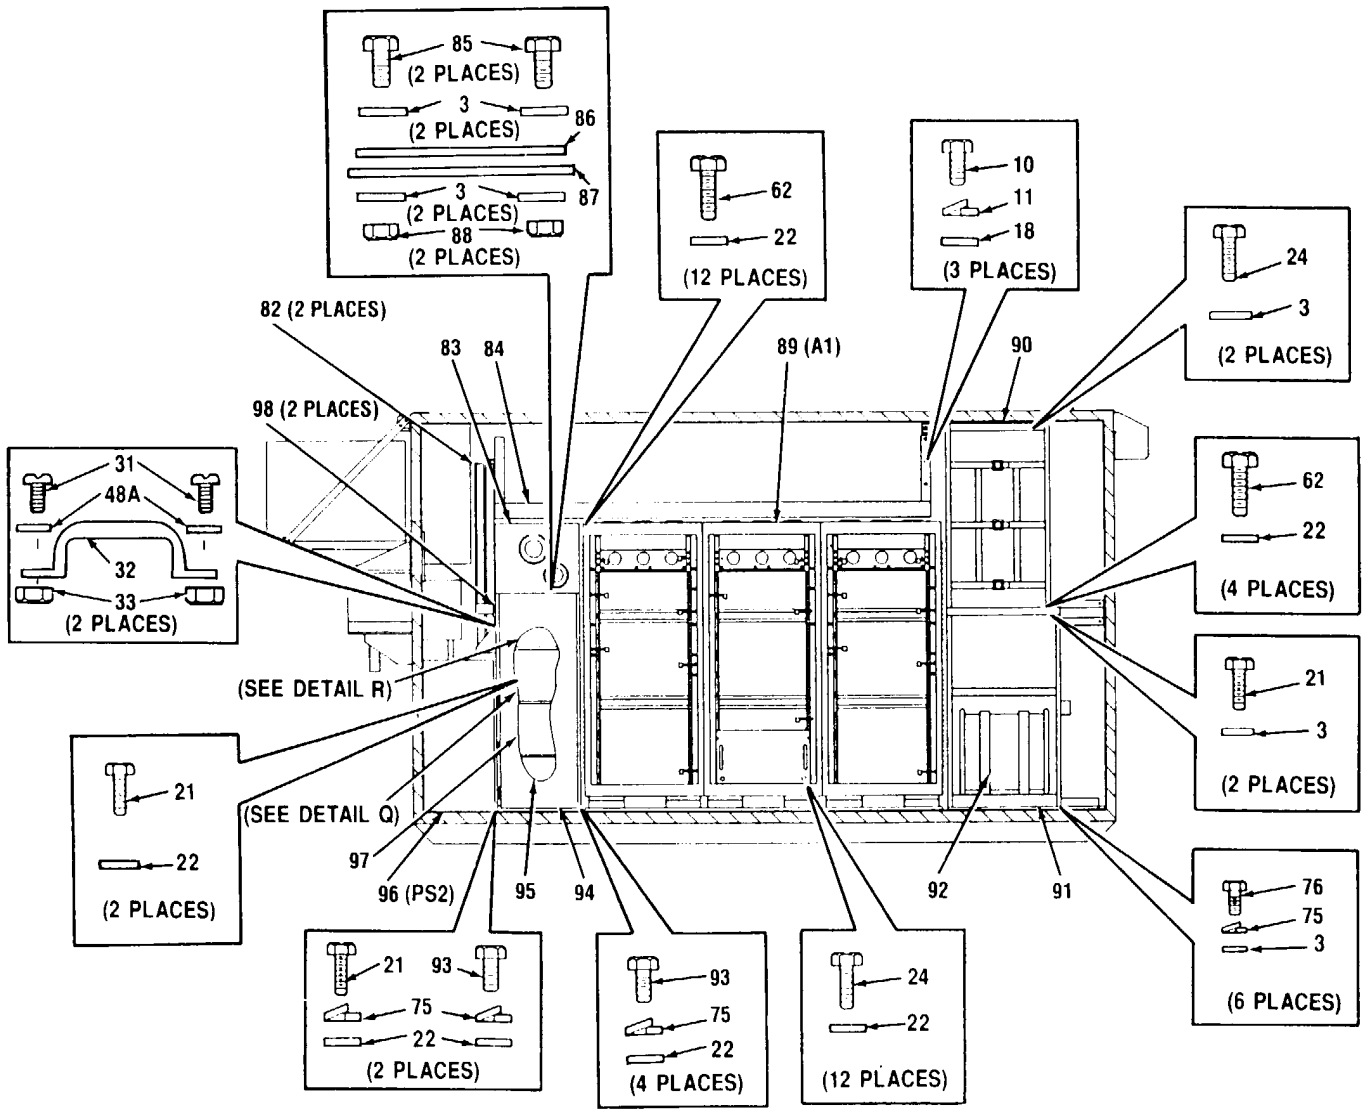 85
(2 PLACES)
3
(2 PLACES)
86
87
3
(2 PLACES)
88
(2 PLACES)
62
22
(12 PLACES)
10
11
18
(3 PLACES)
24
3
(2 PLACES)
82 (2 PLACES)
83
84
89 (A1)
90
98 (2 PLACES)
31
48A
32
33
(2 PLACES)
62
22
(4 PLACES)
(SEE DETAIL R)
21
3
(2 PLACES)
21
22
(2 PLACES)
(SEE DETAIL Q)
97
96 (PS2)
95
94
92
91
76
75
3
(6 PLACES)
21
93
75
22
(2 PLACES)
93
75
22
(4 PLACES)
24
22
(12 PLACES)